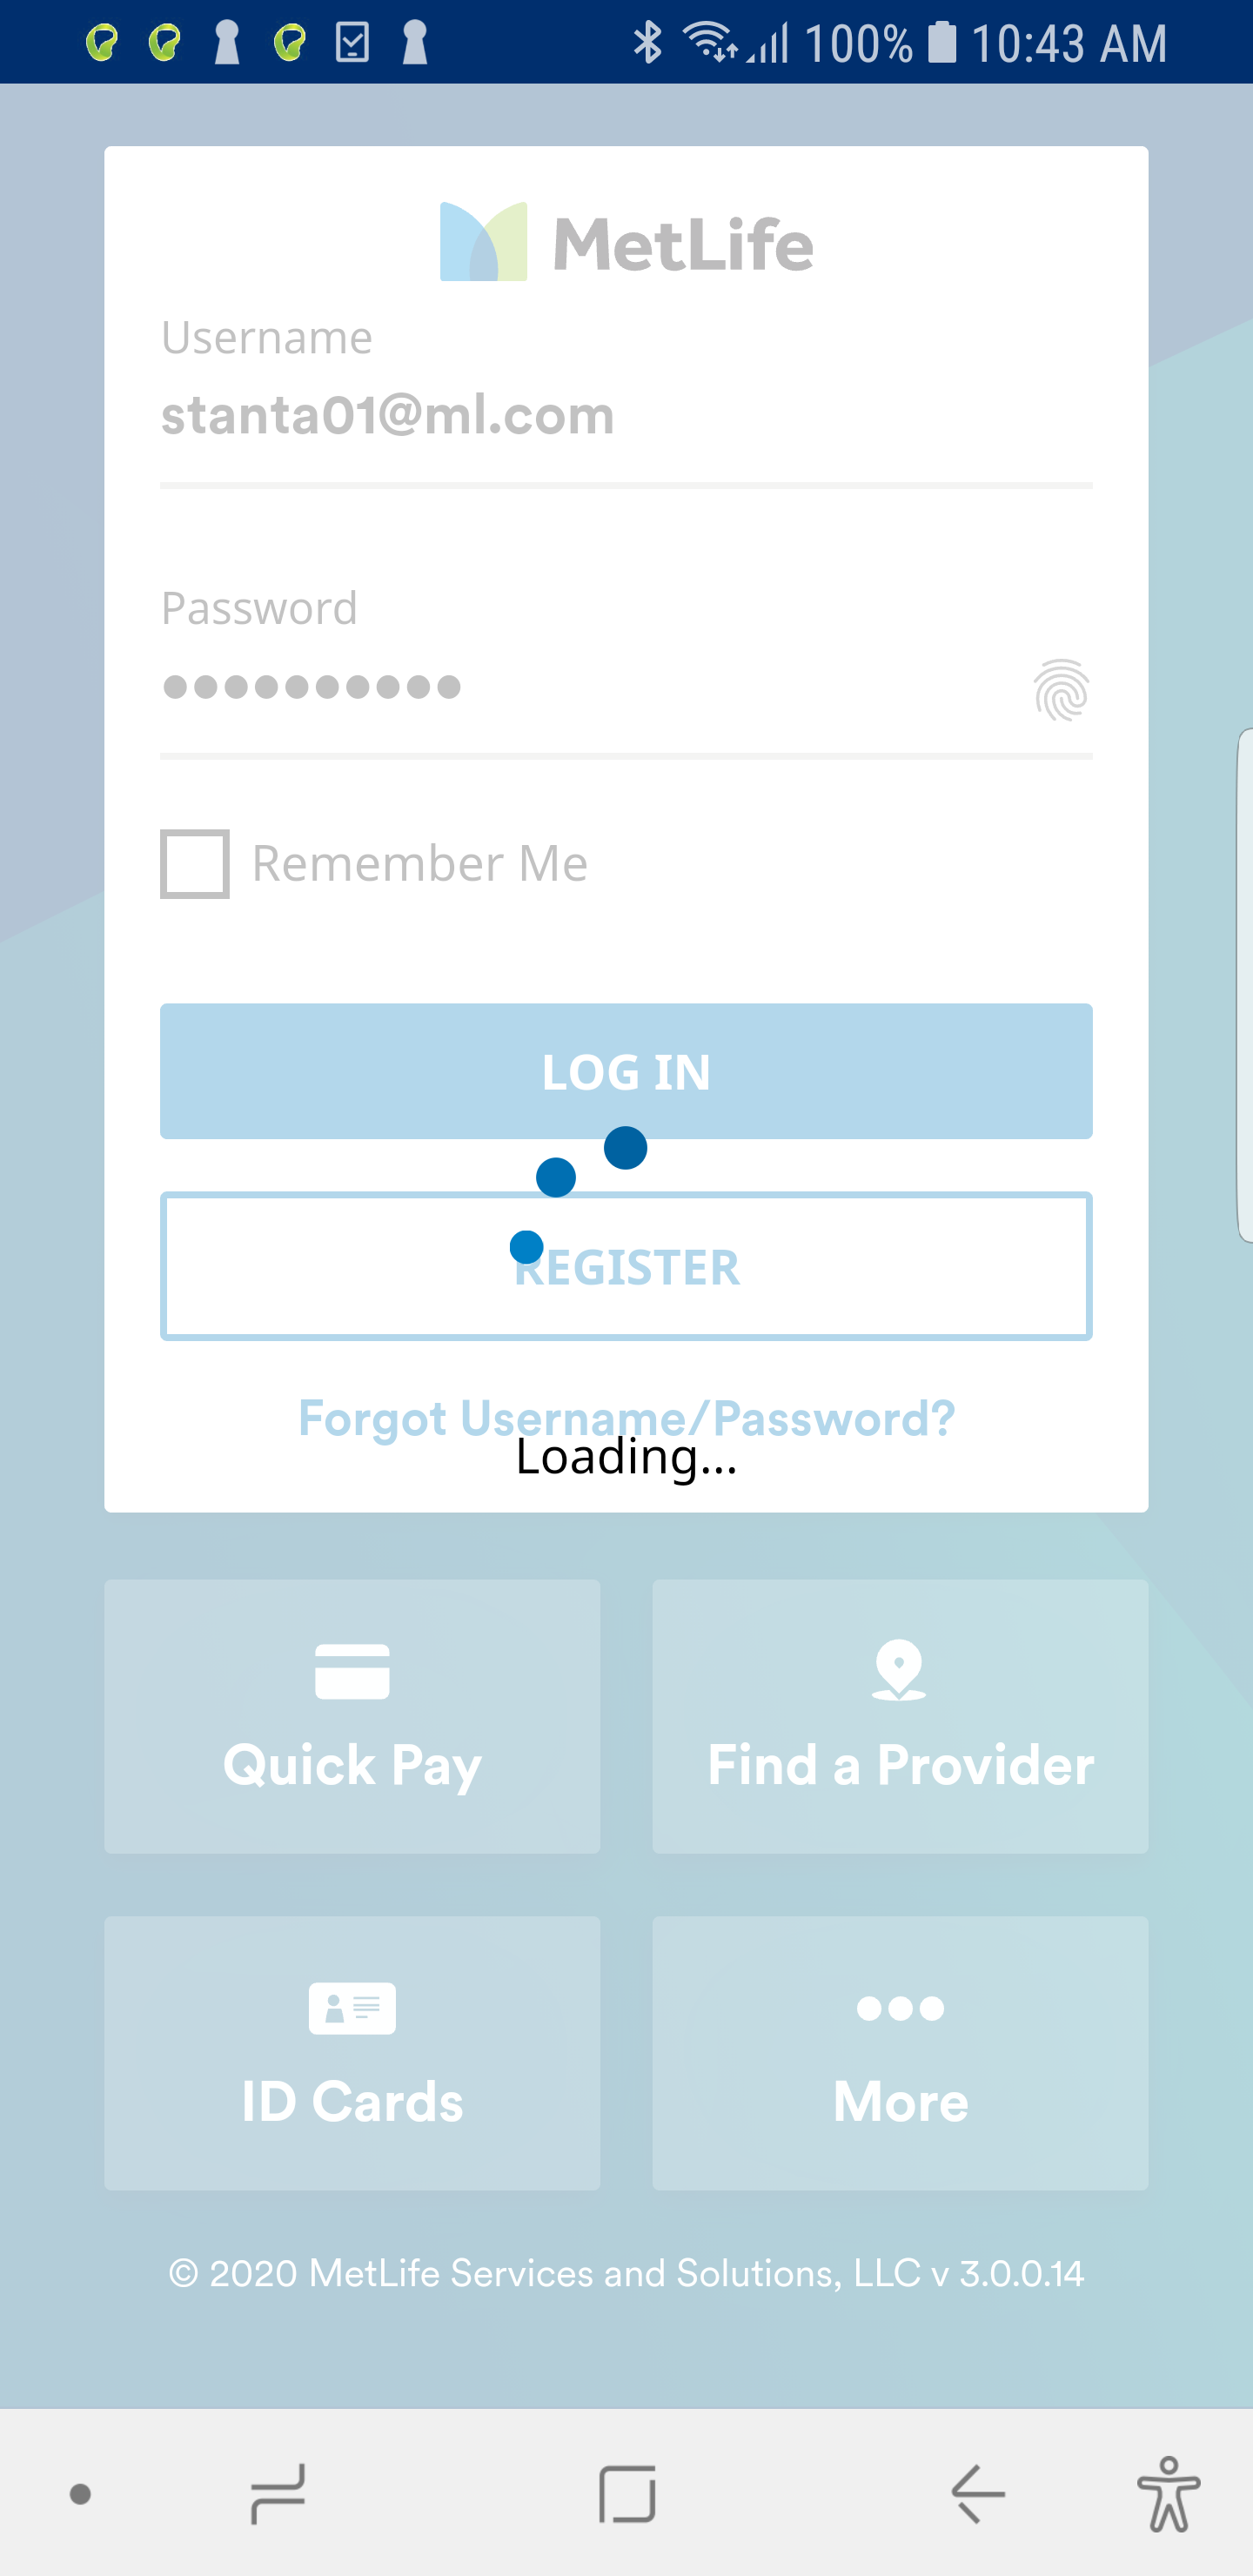 100% 10:43 AM
MetLife
Username
stanta01@ml.com
Password
••••••••••
Remember Me
LOG IN
REGISTER
Forgot Username/Password?
Loading...
Quick Pay
Find a Provider
ID Cards
More
© 2020 MetLife Services and Solutions, LLC v 3.0.0.14